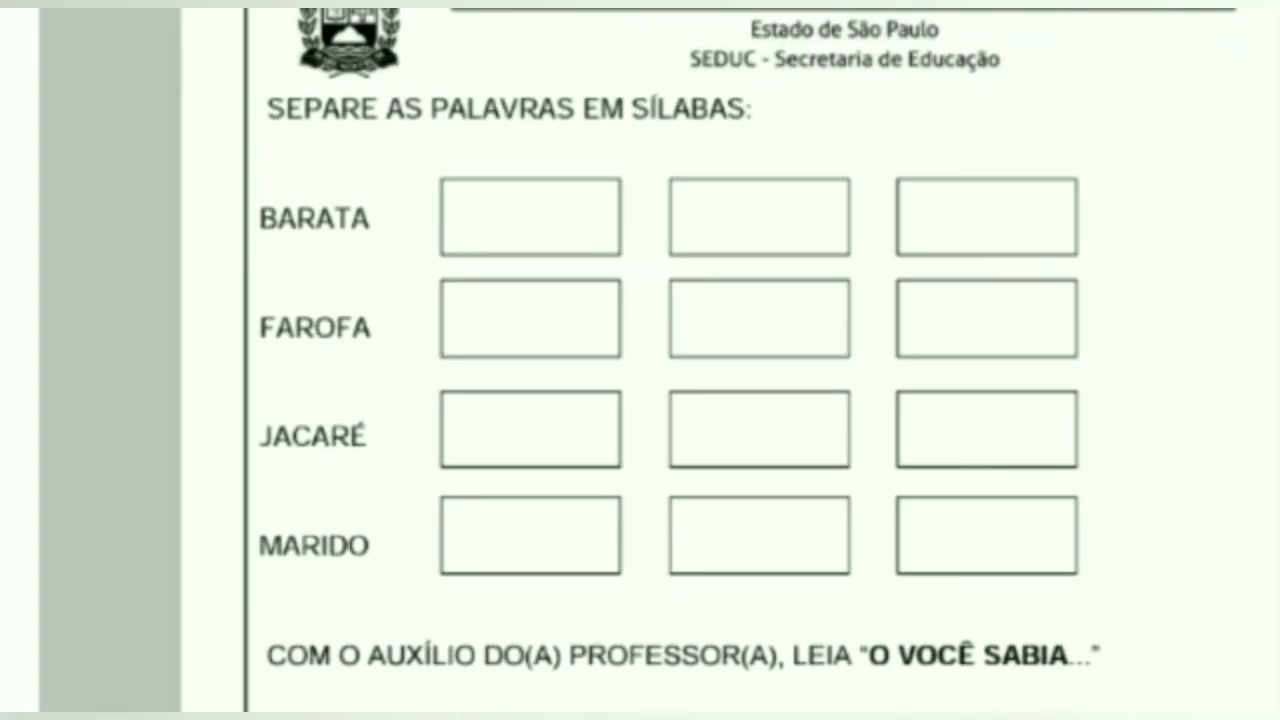 Estado de São Paulo
SEDUC - Secretaria de Educação
SEPARE AS PALAVRAS EM SÍLABAS:
BARATA
FAROFA
JACARÉ
MARIDO
COM O AUXÍLIO DO(A) PROFESSOR(A), LEIA “O VOCÊ SABIA...”